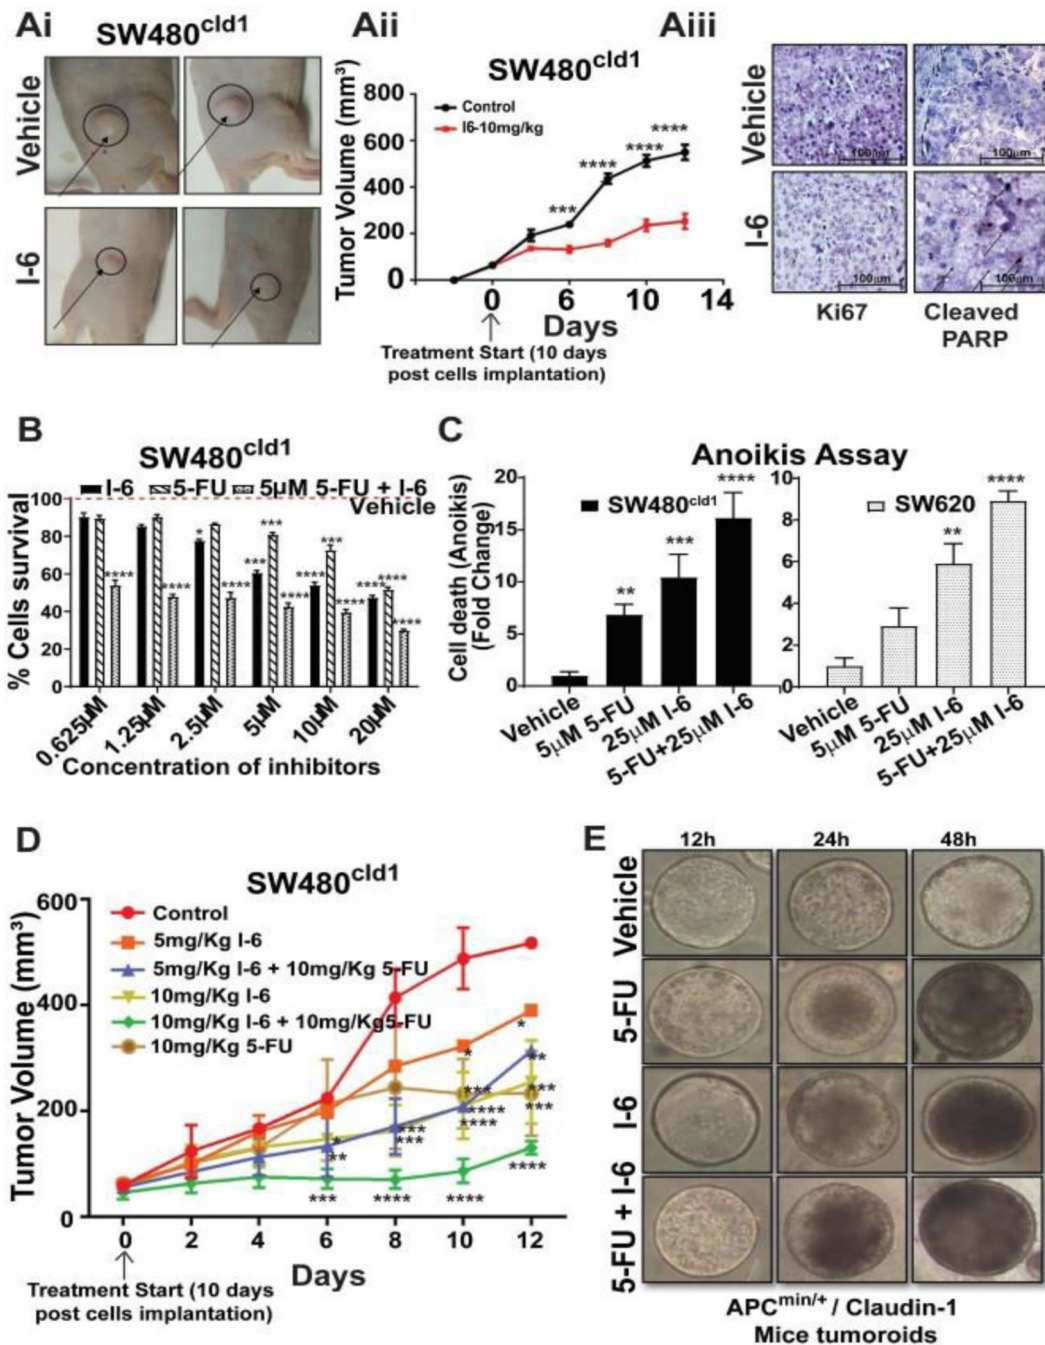 Ai
SW480cld1
Vehicle
I-6
Aii
SW480cld1
Tumor Volume (mm³)
800
600
400
200
0
Control
I6-10mg/kg
***
****
****
****
0
6
10
14
Days
Treatment Start (10 days
post cells implantation)
Aiii
Vehicle
I-6
100µm
100µm
100µm
100µm
Ki67
Cleaved
PARP
B
SW480cld1
I-6
5-FU
5µM 5-FU + I-6
Vehicle
% Cells survival
100
80
60
40
20
0
****
****
*
****
***
***
****
****
***
****
****
****
****
0.625µM
1.25µM
2.5µM
5µM
10µM
20µM
Concentration of inhibitors
C
Anoikis Assay
Cell death (Anoikis)
(Fold Change)
20
15
10
5
0
SW480cld1
**
***
****
Vehicle
5µM 5-FU
25µM I-6
5-FU+25µM I-6
10
8
6
4
2
0
SW620
**
****
Vehicle
5µM 5-FU
25µM I-6
5-FU+25µM I-6
D
SW480cld1
Tumor Volume (mm³)
600
400
200
0
Control
5mg/Kg I-6
5mg/Kg I-6 + 10mg/Kg 5-FU
10mg/Kg I-6
10mg/Kg I-6 + 10mg/Kg5-FU
10mg/Kg 5-FU
*
**
***
***
***
****
*
***
****
****
****
*
**
***
***
****
0
2
4
6
8
10
12
Days
Treatment Start (10 days
post cells implantation)
E
12h
24h
48h
Vehicle
5-FU
I-6
5-FU + I-6
APCmin/+ / Claudin-1
Mice tumoroids